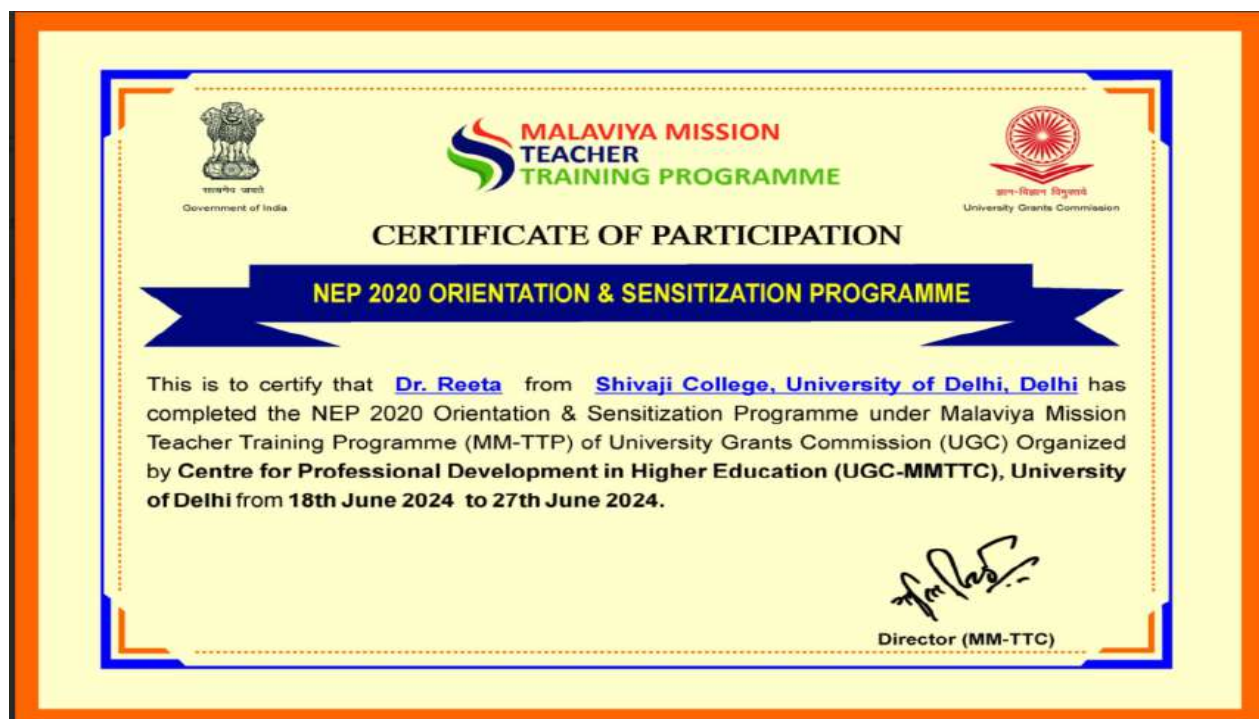 सत्यमेव जयते
Government of India
MALAVIYA MISSION
TEACHER
TRAINING PROGRAMME
ज्ञान-विज्ञान विमुक्तये
University Grants Commission
CERTIFICATE OF PARTICIPATION
NEP 2020 ORIENTATION & SENSITIZATION PROGRAMME
This is to certify that Dr. Reeta from Shivaji College, University of Delhi, Delhi has
completed the NEP 2020 Orientation & Sensitization Programme under Malaviya Mission
Teacher Training Programme (MM-TTP) of University Grants Commission (UGC) Organized
by Centre for Professional Development in Higher Education (UGC-MMTTC), University
of Delhi from 18th June 2024 to 27th June 2024.
Director (MM-TTC)